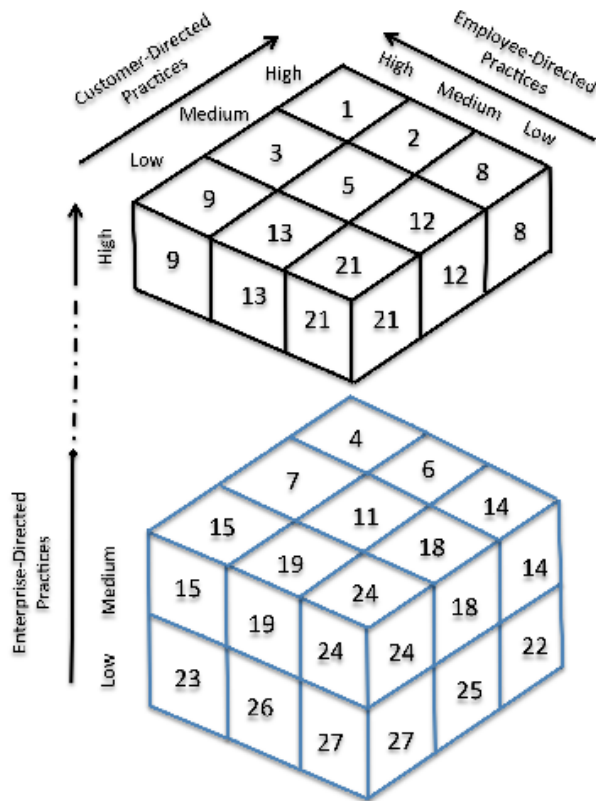 Customer-Directed
Practices
Employee-Directed
Practices
High
Medium
Low
High
Medium
Low
1
2
3
8
5
9
12
13
21
9
13
21
21
12
8
High
Enterprise-Directed
Practices
Medium
Low
4
6
7
14
11
15
18
19
24
15
19
24
24
18
14
23
26
27
27
25
22